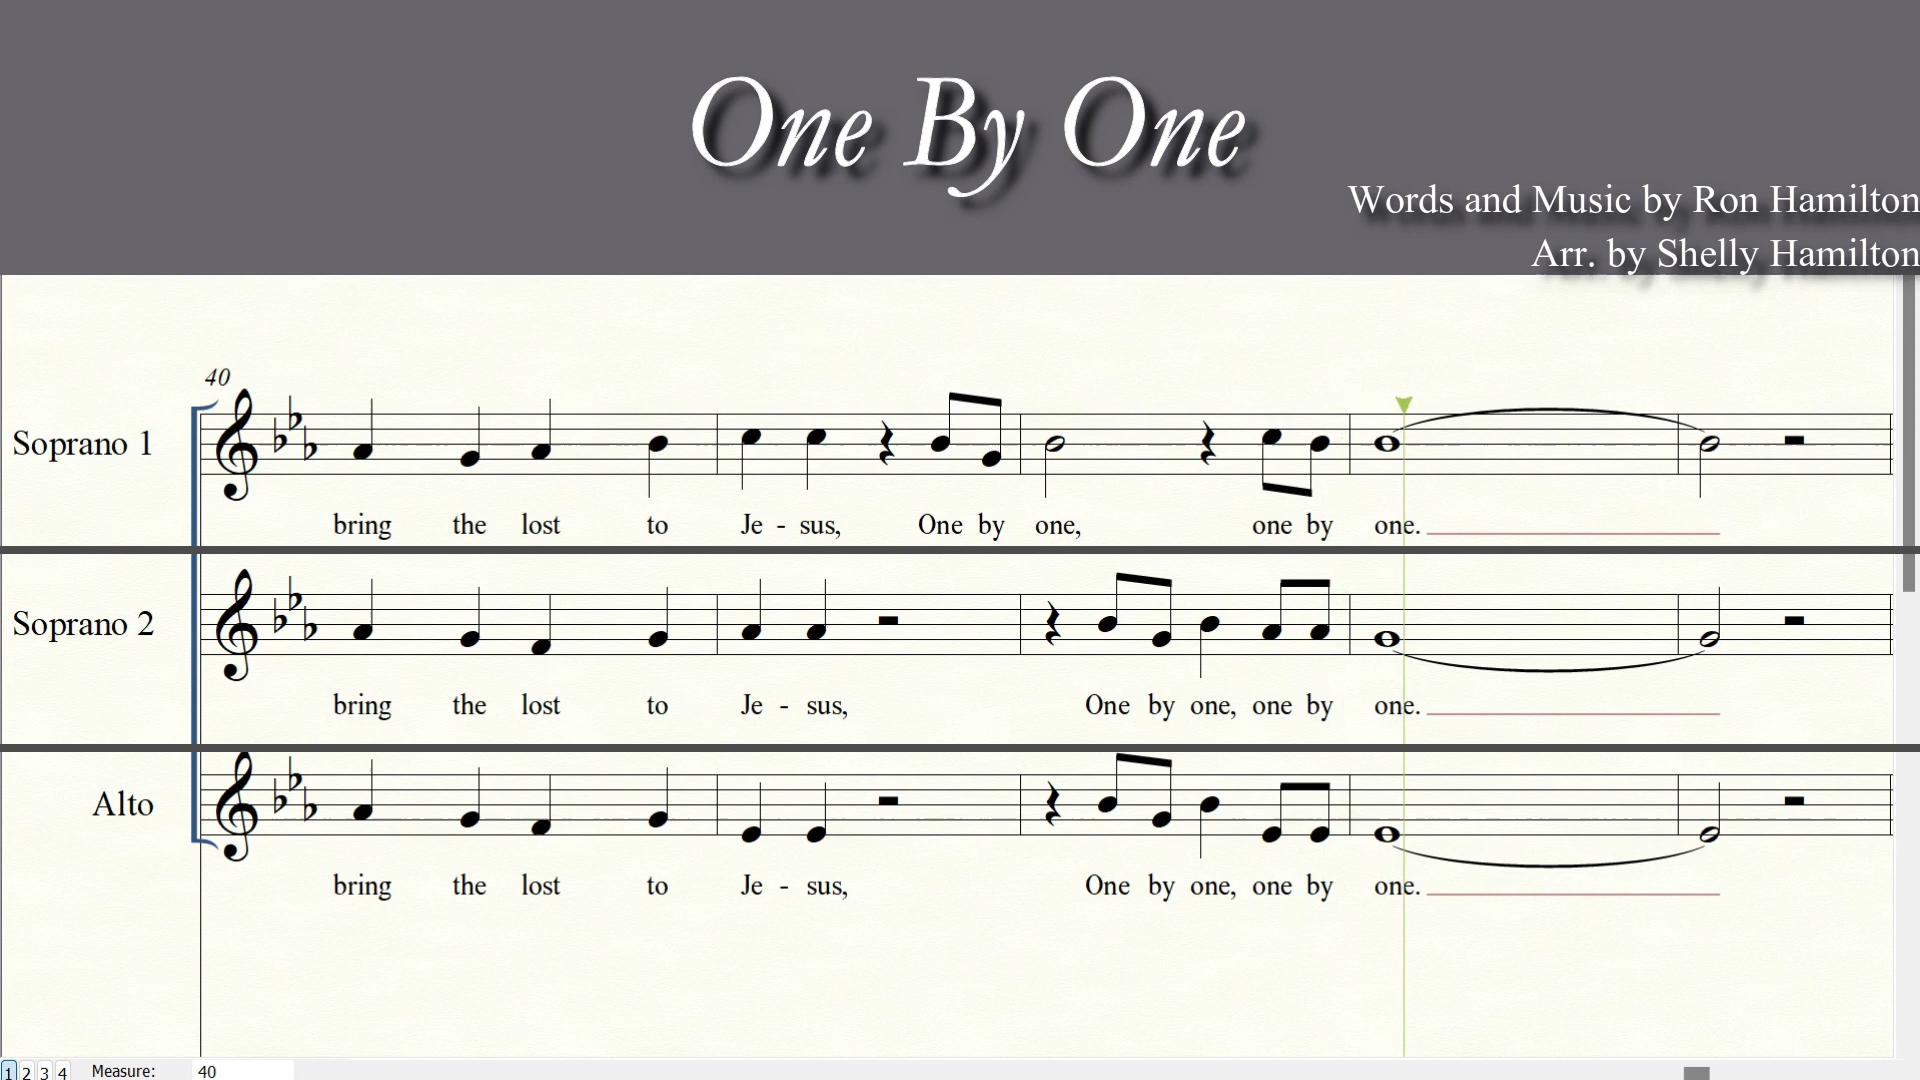 One By One
Words and Music by Ron Hamilton
Arr. by Shelly Hamilton
40
Soprano 1
bring the lost to Je - sus, One by one, one by one.
Soprano 2
bring the lost to Je - sus, One by one, one by one.
Alto
bring the lost to Je - sus, One by one, one by one.
1 2 3 4 Measure: 40